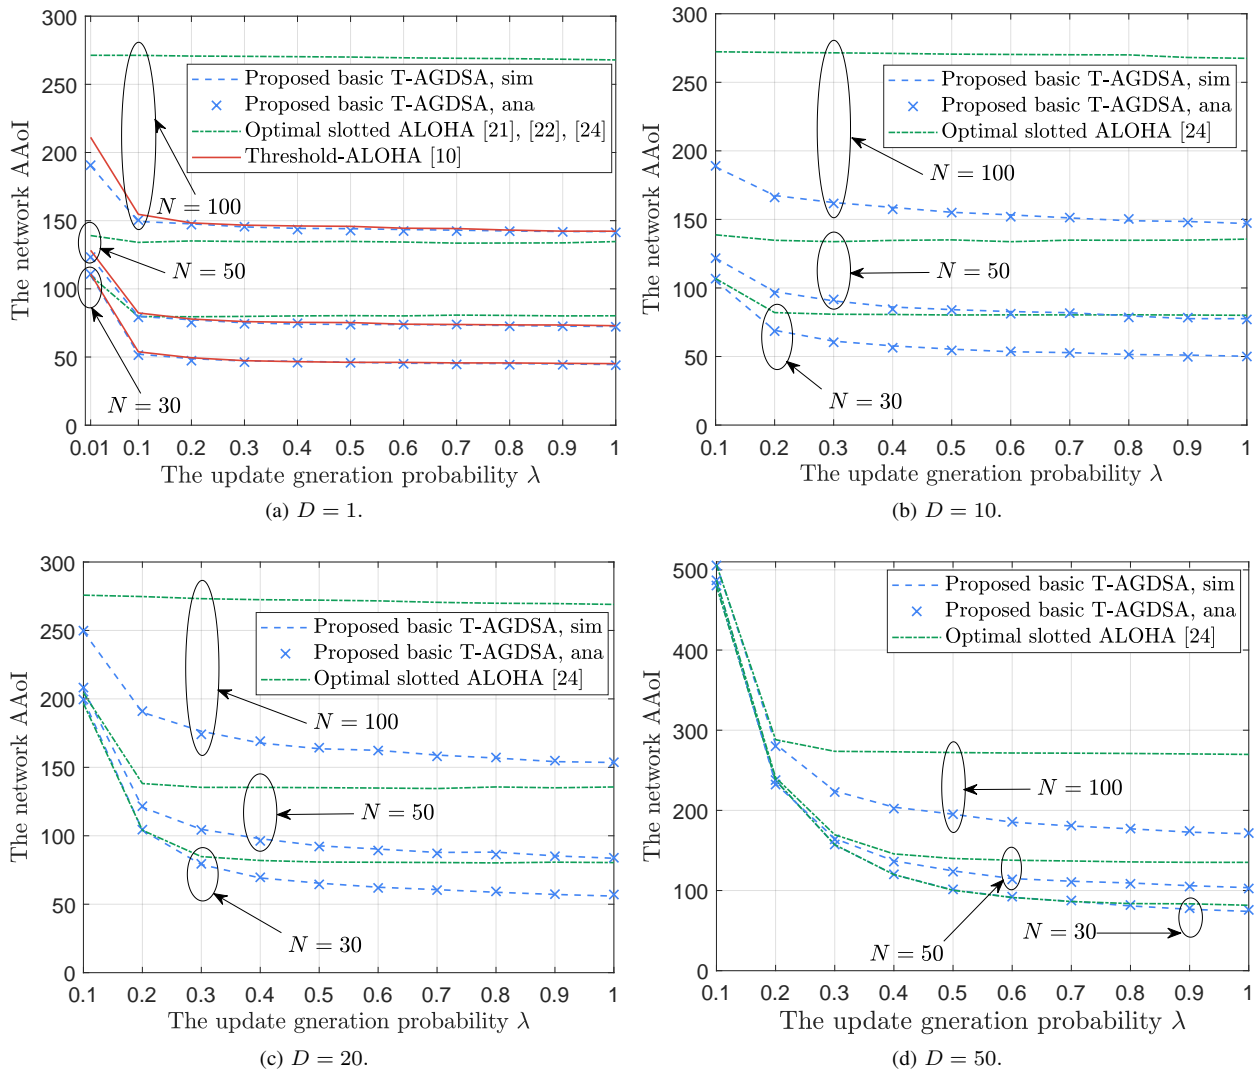 300
250
200
150
100
50
0
The network AAoI
Proposed basic T-AGDSA, sim
Proposed basic T-AGDSA, ana
Optimal slotted ALOHA [21], [22], [24]
Threshold-ALOHA [10]
N = 100
N = 50
N = 30
0.01 0.1 0.2 0.3 0.4 0.5 0.6 0.7 0.8 0.9 1
The update gneration probability λ
(a) D = 1.
300
250
200
150
100
50
0
The network AAoI
Proposed basic T-AGDSA, sim
Proposed basic T-AGDSA, ana
Optimal slotted ALOHA [24]
N = 100
N = 50
N = 30
0.1 0.2 0.3 0.4 0.5 0.6 0.7 0.8 0.9 1
The update gneration probability λ
(b) D = 10.
300
250
200
150
100
50
0
The network AAoI
Proposed basic T-AGDSA, sim
Proposed basic T-AGDSA, ana
Optimal slotted ALOHA [24]
N = 100
N = 50
N = 30
0.1 0.2 0.3 0.4 0.5 0.6 0.7 0.8 0.9 1
The update gneration probability λ
(c) D = 20.
500
400
300
200
100
0
The network AAoI
Proposed basic T-AGDSA, sim
Proposed basic T-AGDSA, ana
Optimal slotted ALOHA [24]
N = 100
N = 30
N = 50
0.1 0.2 0.3 0.4 0.5 0.6 0.7 0.8 0.9 1
The update gneration probability λ
(d) D = 50.